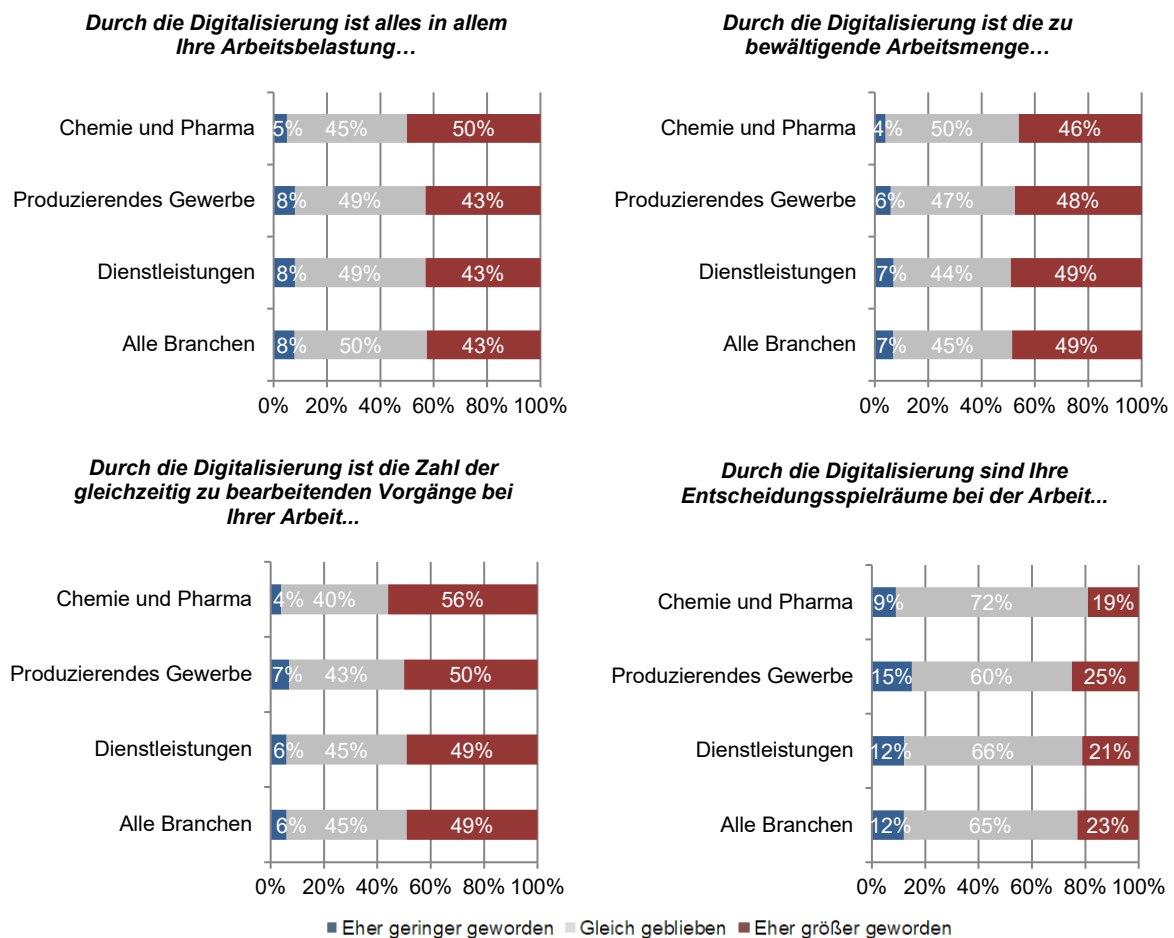 Durch die Digitalisierung ist alles in allem
Ihre Arbeitsbelastung…
Chemie und Pharma
5% 45% 50%
Produzierendes Gewerbe
8% 49% 43%
Dienstleistungen
8% 49% 43%
Alle Branchen
8% 50% 43%
0% 20% 40% 60% 80% 100%
Durch die Digitalisierung ist die zu
bewältigende Arbeitsmenge…
Chemie und Pharma
4% 50% 46%
Produzierendes Gewerbe
6% 47% 48%
Dienstleistungen
7% 44% 49%
Alle Branchen
7% 45% 49%
0% 20% 40% 60% 80% 100%
Durch die Digitalisierung ist die Zahl der
gleichzeitig zu bearbeitenden Vorgänge bei
Ihrer Arbeit...
Chemie und Pharma
4% 40% 56%
Produzierendes Gewerbe
7% 43% 50%
Dienstleistungen
6% 45% 49%
Alle Branchen
6% 45% 49%
0% 20% 40% 60% 80% 100%
Durch die Digitalisierung sind Ihre
Entscheidungsspielräume bei der Arbeit...
Chemie und Pharma
9% 72% 19%
Produzierendes Gewerbe
15% 60% 25%
Dienstleistungen
12% 66% 21%
Alle Branchen
12% 65% 23%
0% 20% 40% 60% 80% 100%
Eher geringer geworden Gleich geblieben Eher größer geworden